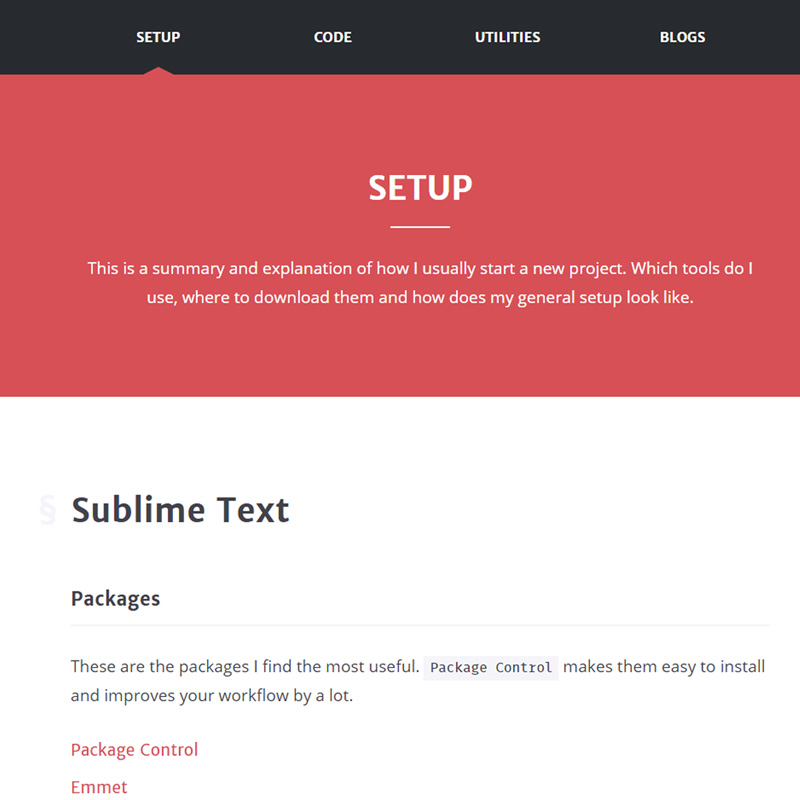 SETUP CODE UTILITIES BLOGS
SETUP
This is a summary and explanation of how I usually start a new project. Which tools do I
use, where to download them and how does my general setup look like.
§ Sublime Text
Packages
These are the packages I find the most useful. Package Control makes them easy to install
and improves your workflow by a lot.
Package Control
Emmet